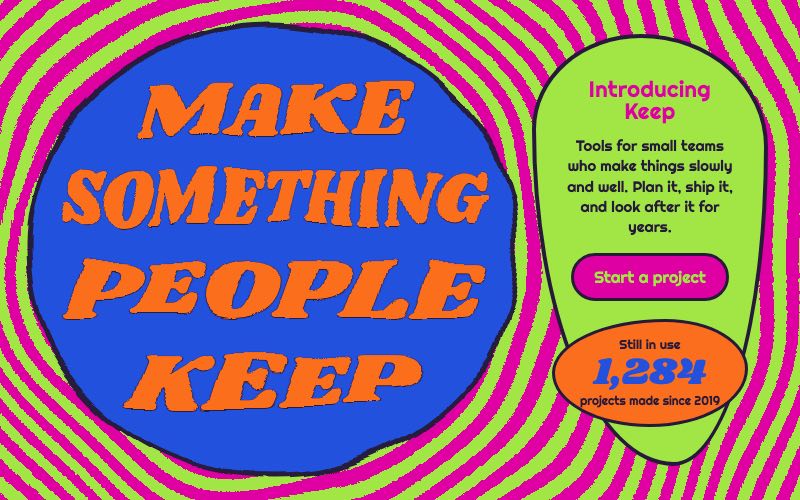 MAKE
SOMETHING
PEOPLE
KEEP
Introducing
Keep
Tools for small teams
who make things slowly
and well. Plan it, ship it,
and look after it for
years.
Start a project
Still in use
1,284
projects made since 2019